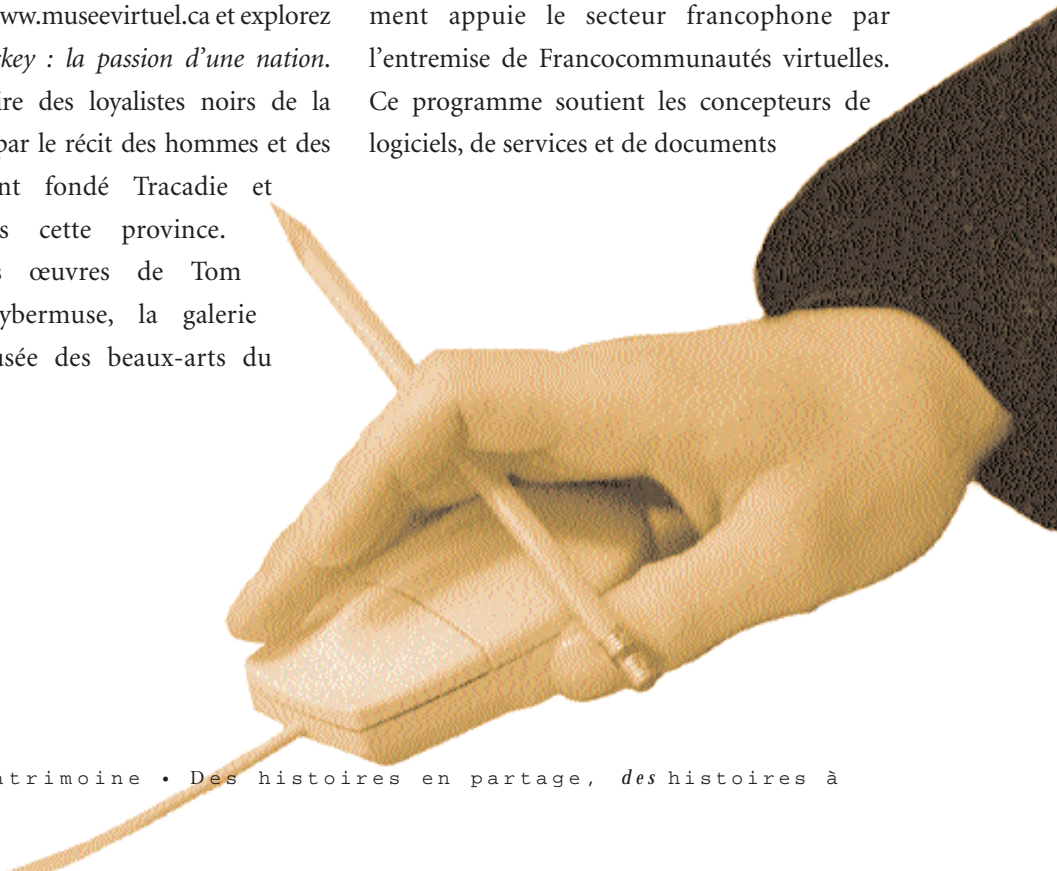 ww.museevirtuel.ca et explorez
key : la passion d'une nation.
ire des loyalistes noirs de la
par le récit des hommes et des
nt fondé Tracadie et
s cette province.
s œuvres de Tom
ybermuse, la galerie
usée des beaux-arts du
ment appuie le secteur francophone par
l'entremise de Francocommunautés virtuelles.
Ce programme soutient les concepteurs de
logiciels, de services et de documents
atrimoine • Des histoires en partage, des histoires à